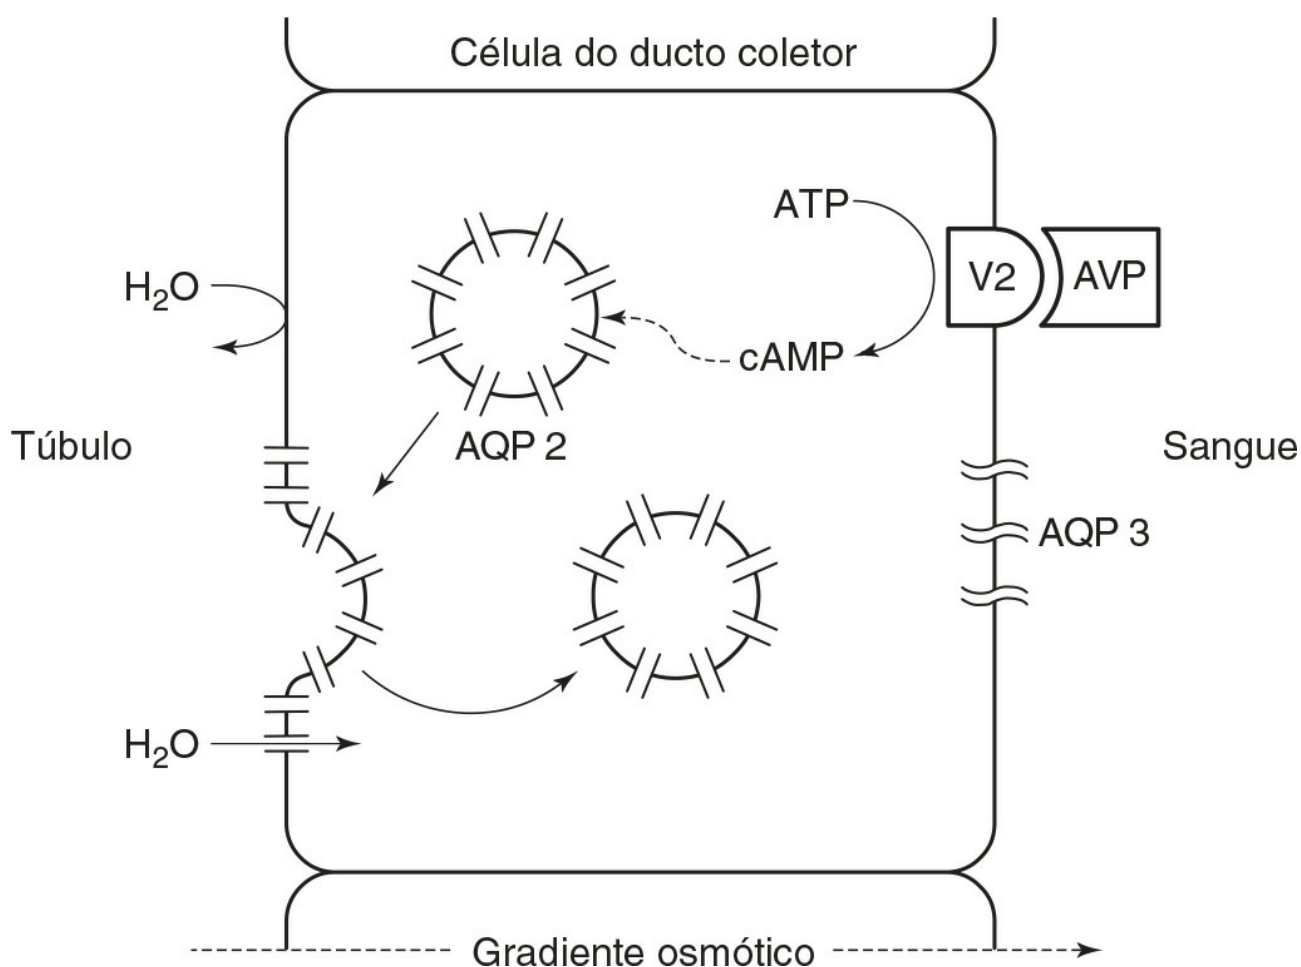 Célula do ducto coletor
ATP
H₂O
V2
AVP
cAMP
Túbulo
AQP 2
Sangue
AQP 3
H₂O
Gradiente osmótico